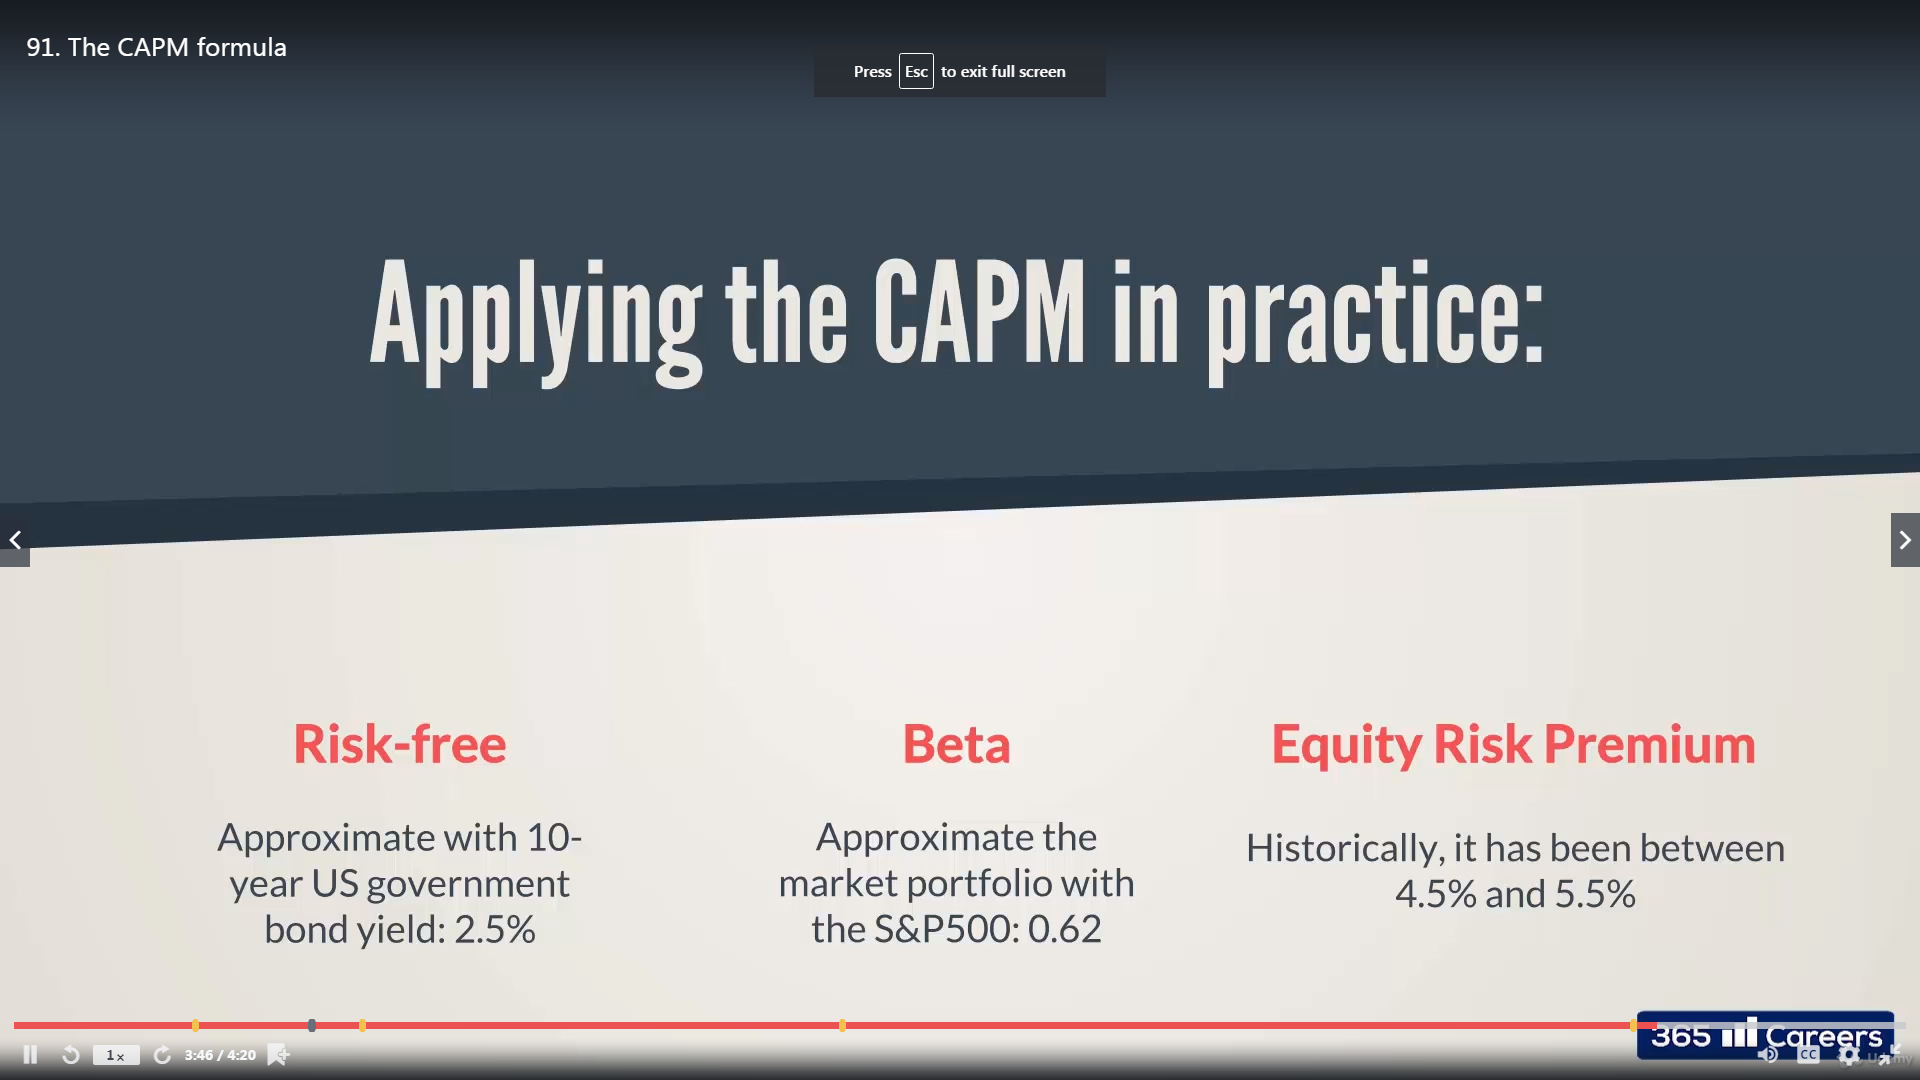 91. The CAPM formula
Press Esc to exit full screen
Applying the CAPM in practice:
Risk-free
Approximate with 10-
year US government
bond yield: 2.5%
Beta
Approximate the
market portfolio with
the S&P500: 0.62
Equity Risk Premium
Historically, it has been between
4.5% and 5.5%
365 Careers
1x
3:46 / 4:20
CC
Udemy